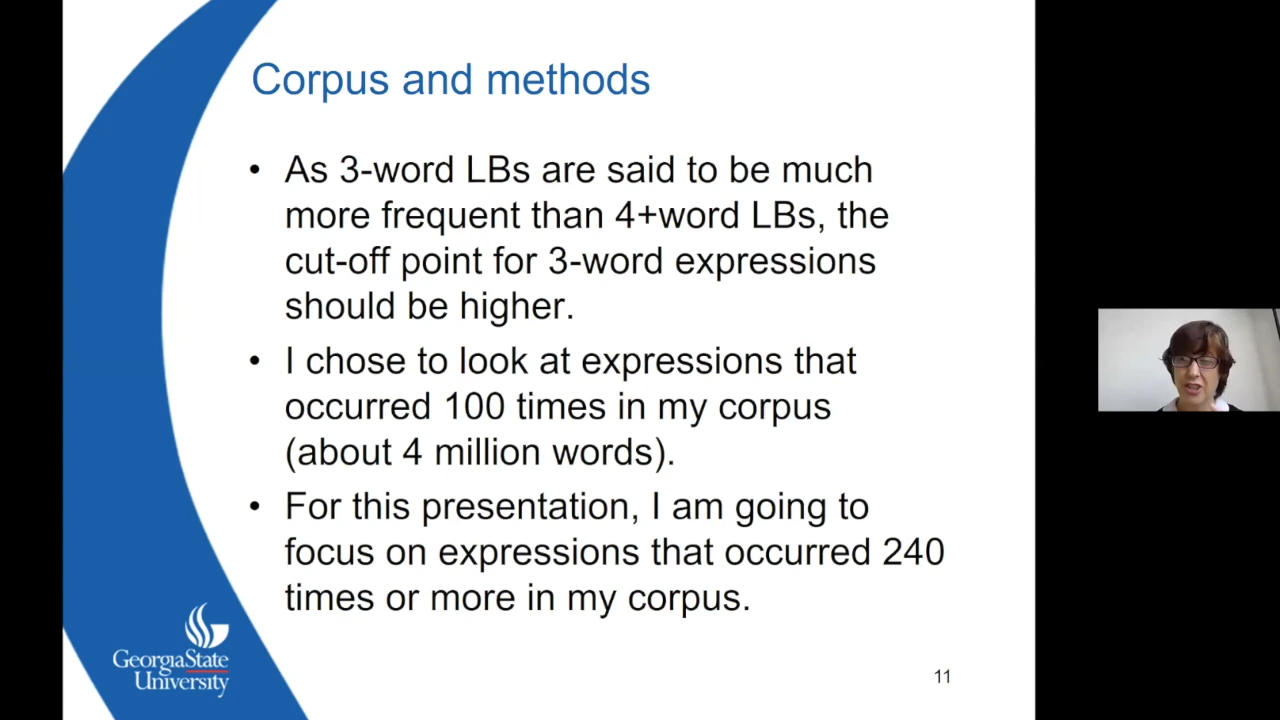 Corpus and methods
• As 3-word LBs are said to be much
more frequent than 4+word LBs, the
cut-off point for 3-word expressions
should be higher.
• I chose to look at expressions that
occurred 100 times in my corpus
(about 4 million words).
• For this presentation, I am going to
focus on expressions that occurred 240
times or more in my corpus.
GeorgiaState
University
11